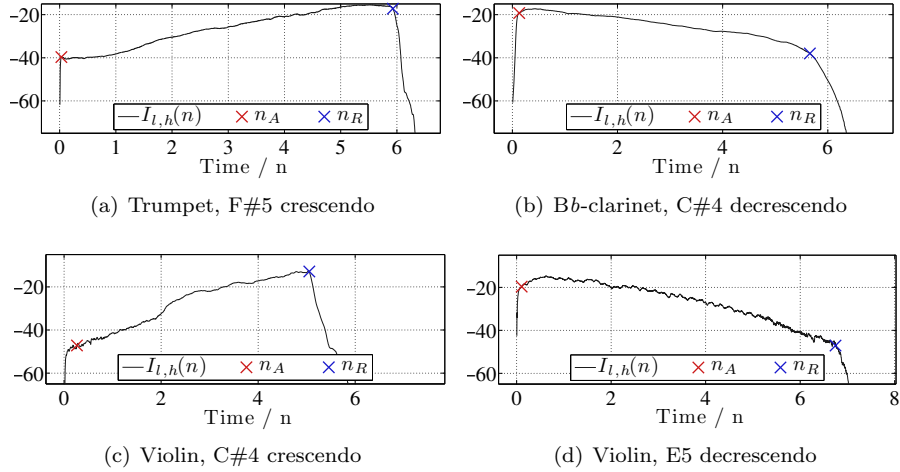 −20
−40
−60
0 1 2 3 4 5 6
Time / n
I_{l,h}(n) n_A n_R
(a) Trumpet, F#5 crescendo
−20
−40
−60
0 2 4 6
Time / n
I_{l,h}(n) n_A n_R
(b) Bb-clarinet, C#4 decrescendo
−20
−40
−60
0 2 4 6
Time / n
I_{l,h}(n) n_A n_R
(c) Violin, C#4 crescendo
−20
−40
−60
0 2 4 6 8
Time / n
I_{l,h}(n) n_A n_R
(d) Violin, E5 decrescendo